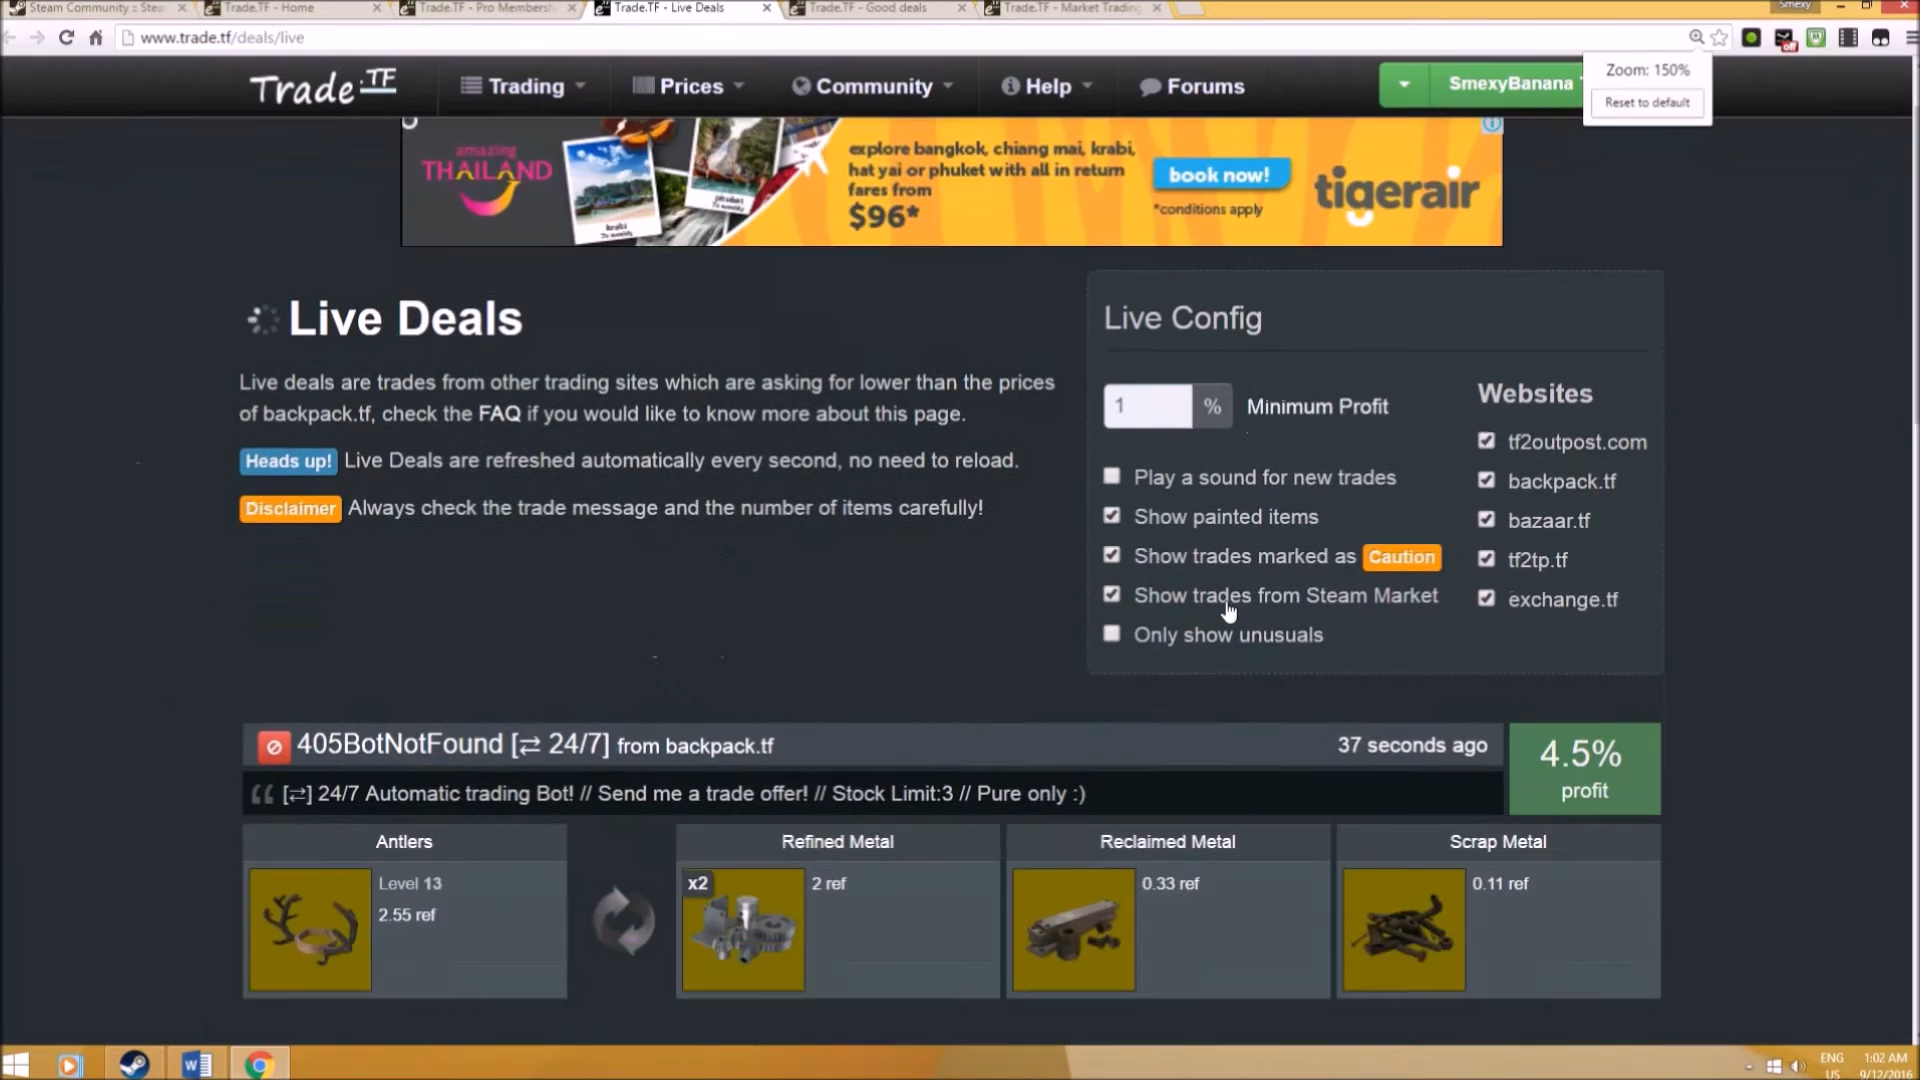 Steam Community :: Stea
Trade.TF - Home
Trade.TF - Pro Membersh
Trade.TF - Live Deals
Trade.TF - Good deals
Trade.TF - Market Trading
Smexy
www.trade.tf/deals/live
off
Zoom: 150%
Reset to default
Trade.TF
Trading
Prices
Community
Help
Forums
SmexyBanana
amazing
THAILAND
explore bangkok, chiang mai, krabi,
hat yai or phuket with all in return
fares from
$96*
book now!
*conditions apply
tigerair
Live Deals
Live deals are trades from other trading sites which are asking for lower than the prices
of backpack.tf, check the FAQ if you would like to know more about this page.
Heads up! Live Deals are refreshed automatically every second, no need to reload.
Disclaimer Always check the trade message and the number of items carefully!
Live Config
1 % Minimum Profit
Play a sound for new trades
Show painted items
Show trades marked as Caution
Show trades from Steam Market
Only show unusuals
Websites
tf2outpost.com
backpack.tf
bazaar.tf
tf2tp.tf
exchange.tf
405BotNotFound [⇄ 24/7] from backpack.tf
37 seconds ago
4.5%
profit
[⇄] 24/7 Automatic trading Bot! // Send me a trade offer! // Stock Limit:3 // Pure only :)
Antlers
Level 13
2.55 ref
Refined Metal
x2
2 ref
Reclaimed Metal
0.33 ref
Scrap Metal
0.11 ref
ENG
US
1:02 AM
9/12/2016